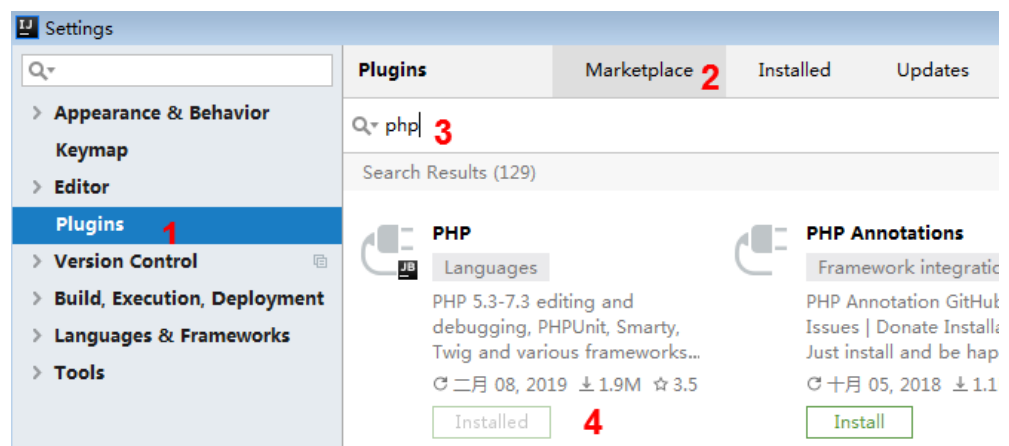 IJ Settings
Plugins Marketplace 2 Installed Updates
Appearance & Behavior
Keymap
Editor
Plugins 1
Version Control
Build, Execution, Deployment
Languages & Frameworks
Tools
php 3
Search Results (129)
PHP
JB Languages
PHP 5.3-7.3 editing and
debugging, PHPUnit, Smarty,
Twig and various frameworks...
二月 08, 2019 1.9M 3.5
Installed 4
PHP Annotations
Framework integratic
PHP Annotation GitHub
Issues | Donate Installa
Just install and be hap
十月 05, 2018 1.1
Install